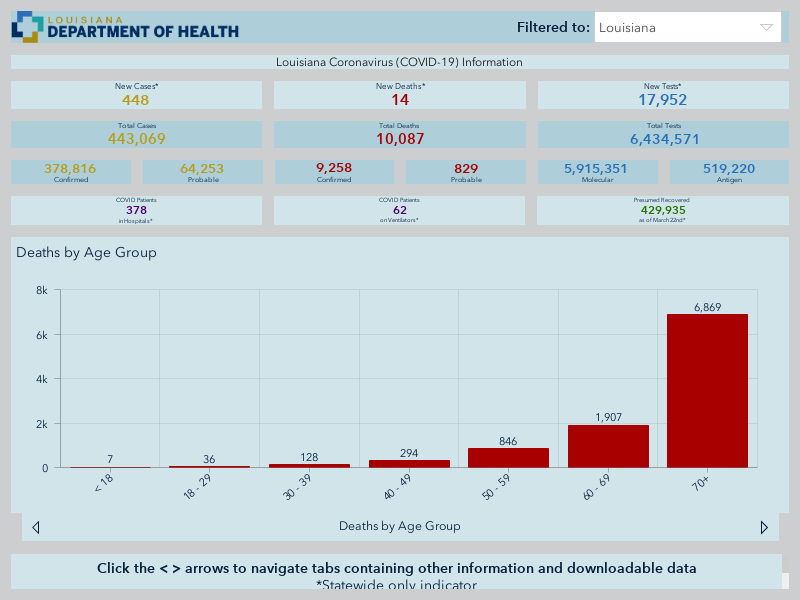 LOUISIANA
DEPARTMENT OF HEALTH
Filtered to: Louisiana
Louisiana Coronavirus (COVID-19) Information
New Cases* New Deaths* New Tests*
448 14 17,952
Total Cases Total Deaths Total Tests
443,069 10,087 6,434,571
378,816 64,253 9,258 829 5,915,351 519,220
Confirmed Probable Confirmed Probable Molecular Antigen
COVID Patients COVID Patients Presumed Recovered
378 62 429,935
in Hospitals* on Ventilators* as of March 22nd*
Deaths by Age Group
8k
6k
4k
2k
0
7 36 128 294 846 1,907 6,869
< 18 18 - 29 30 - 39 40 - 49 50 - 59 60 - 69 70+
Deaths by Age Group
Click the < > arrows to navigate tabs containing other information and downloadable data
*Statewide only indicator